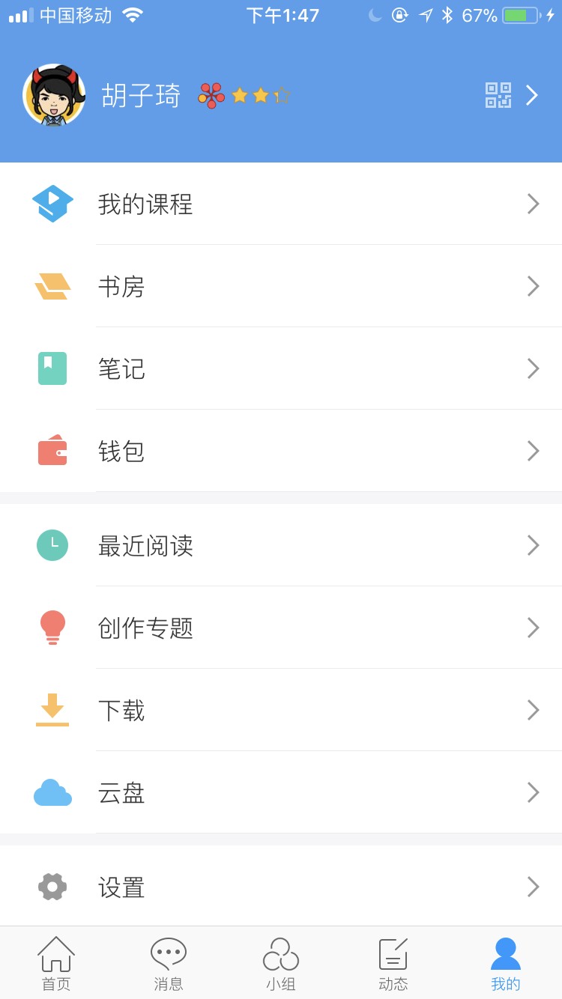 中国移动 下午1:47 67%
胡子琦
我的课程
书房
笔记
钱包
最近阅读
创作专题
下载
云盘
设置
首页 消息 小组 动态 我的